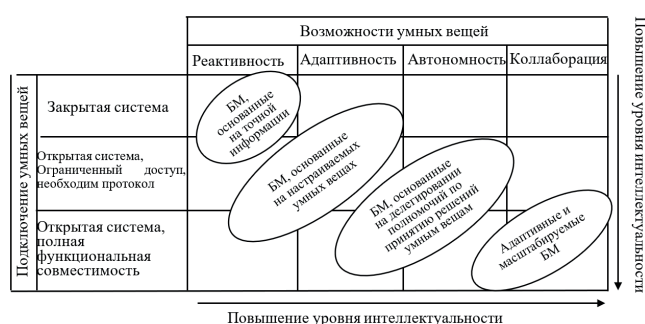 Возможности умных вещей
Реактивность Адаптивность Автономность Коллаборация
Подключение умных вещей
Закрытая система
Открытая система,
Ограниченный доступ,
необходим протокол
Открытая система,
полная
функциональная
совместимость
БМ,
основанные
на точной
информации
БМ, основанные
на настраиваемых
умных вещах
БМ, основанные
на делегировании
полномочий по
принятию решений
умным вещам
Адаптивные и
масштабируемые
БМ
Повышение уровня интеллектуальности
Повышение уровня интеллектуальности